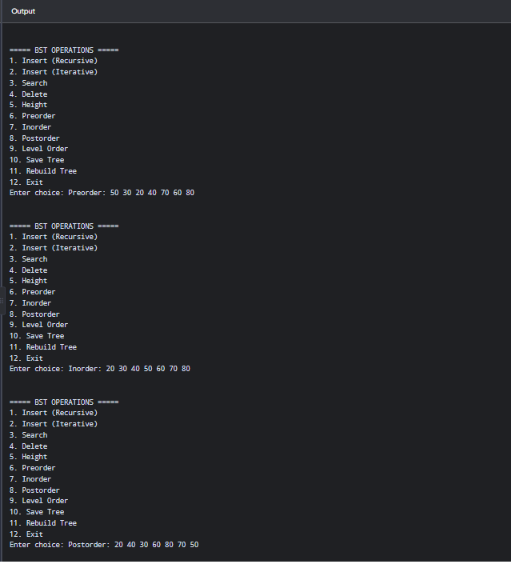 Output
===== BST OPERATIONS =====
1. Insert (Recursive)
2. Insert (Iterative)
3. Search
4. Delete
5. Height
6. Preorder
7. Inorder
8. Postorder
9. Level Order
10. Save Tree
11. Rebuild Tree
12. Exit
Enter choice: Preorder: 50 30 20 40 70 60 80
===== BST OPERATIONS =====
1. Insert (Recursive)
2. Insert (Iterative)
3. Search
4. Delete
5. Height
6. Preorder
7. Inorder
8. Postorder
9. Level Order
10. Save Tree
11. Rebuild Tree
12. Exit
Enter choice: Inorder: 20 30 40 50 60 70 80
===== BST OPERATIONS =====
1. Insert (Recursive)
2. Insert (Iterative)
3. Search
4. Delete
5. Height
6. Preorder
7. Inorder
8. Postorder
9. Level Order
10. Save Tree
11. Rebuild Tree
12. Exit
Enter choice: Postorder: 20 40 30 60 80 70 50